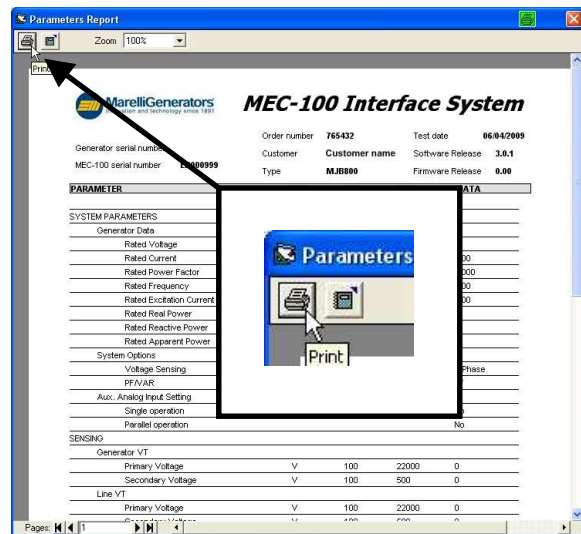 Parameters Report
Zoom 100%
Print
MarelliGenerators
innovation and technology since 1891
MEC-100 Interface System
Order number 765432 Test date 06/04/2009
Generator serial number
Customer Customer name Software Release 3.0.1
MEC-100 serial number
Type MJB800 Firmware Release 0.00
PARAMETER
SYSTEM PARAMETERS
Generator Data
Rated Voltage
Rated Current
Rated Power Factor
Rated Frequency
Rated Excitation Current
Rated Real Power
Rated Reactive Power
Rated Apparent Power
System Options
Voltage Sensing
PF/VAR
Aux. Analog Input Setting
Single operation
Parallel operation No
SENSING
Generator VT
Primary Voltage V 100 22000 0
Secondary Voltage V 100 500 0
Line VT
Primary Voltage V 100 22000 0
Pages: 1
Parameters
Print